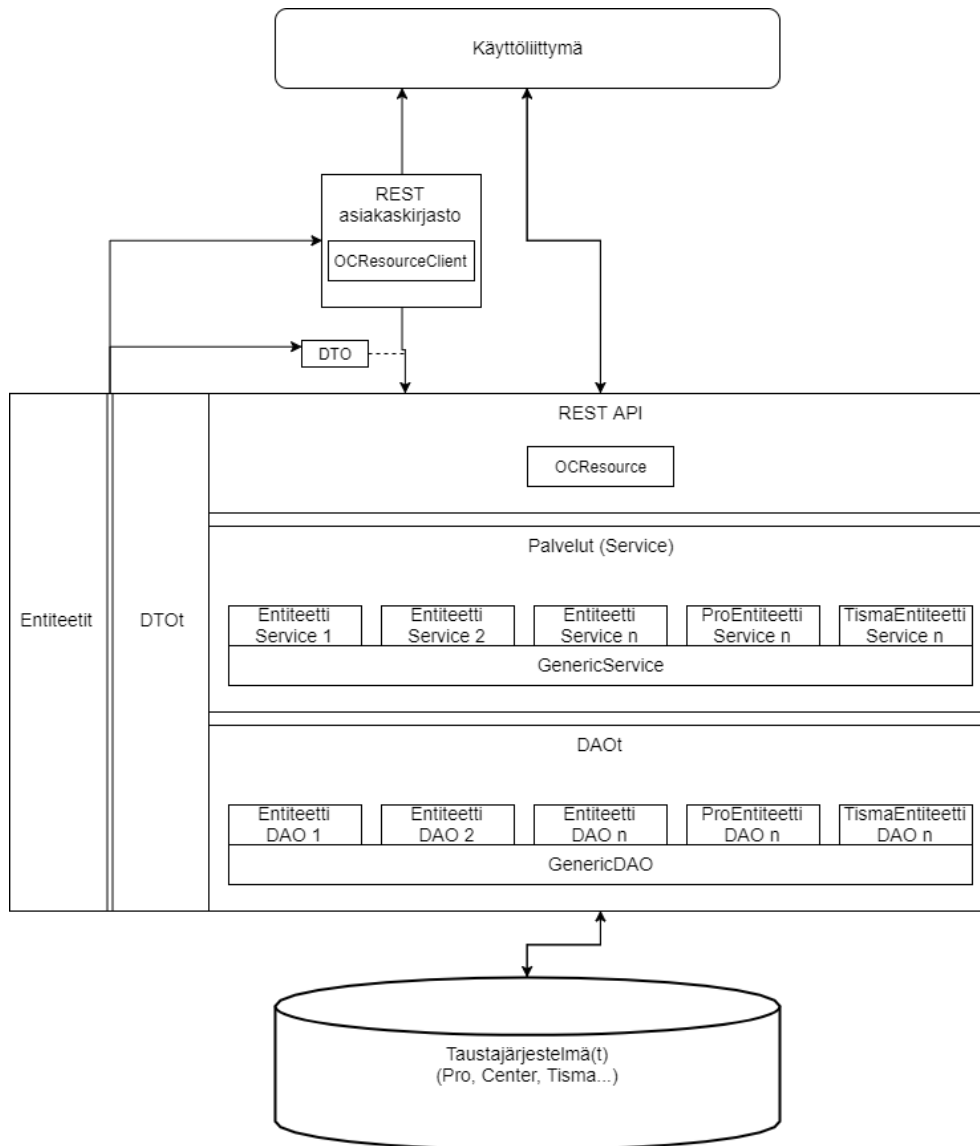 Käyttöliittymä
REST
asiakaskirjasto
OCResourceClient
DTO
REST API
OCResource
Palvelut (Service)
Entiteetit
DTOt
Entiteetti
Service 1
Entiteetti
Service 2
Entiteetti
Service n
ProEntiteetti
Service n
TismaEntiteetti
Service n
GenericService
DAOt
Entiteetti
DAO 1
Entiteetti
DAO 2
Entiteetti
DAO n
ProEntiteetti
DAO n
TismaEntiteetti
DAO n
GenericDAO
Taustajärjestelmä(t)
(Pro, Center, Tisma...)